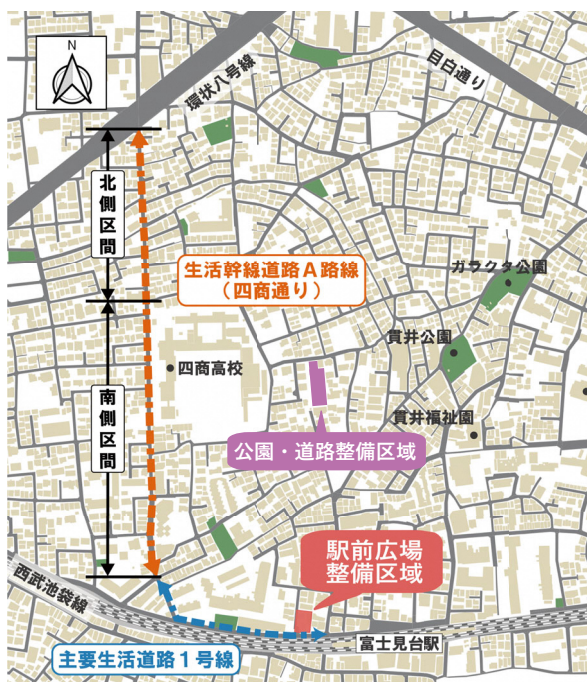 N
環状八号線
目白通り
北側区間
生活幹線道路A路線
(四商通り)
ガラクタ公園
貫井公園
四商高校
南側区間
貫井福祉園
公園・道路整備区域
駅前広場
整備区域
西武池袋線
富士見台駅
主要生活道路1号線